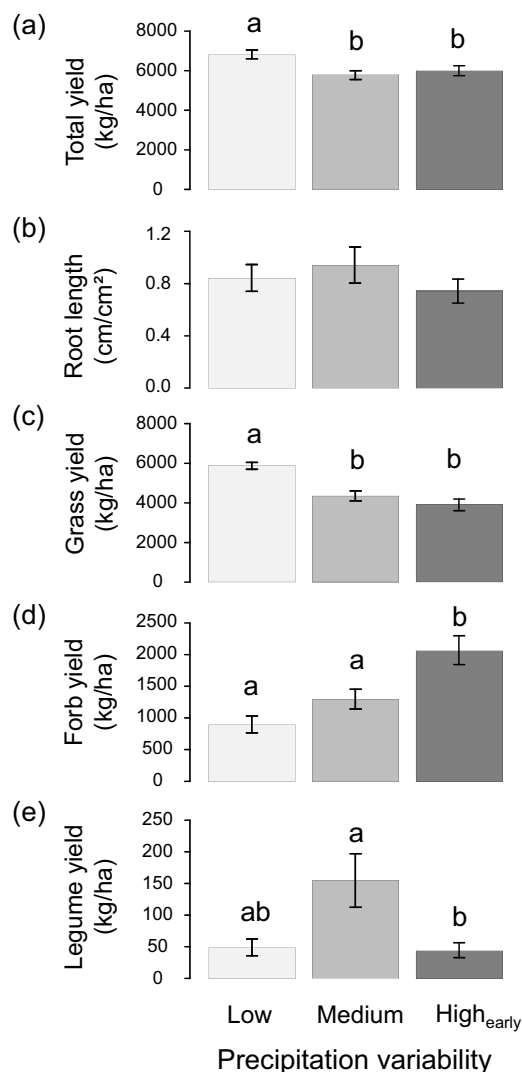 (a)
Total yield
(kg/ha)
8000
6000
4000
2000
0
a
b
b
(b)
Root length
(cm/cm²)
1.2
0.8
0.4
0.0
(c)
Grass yield
(kg/ha)
8000
6000
4000
2000
0
a
b
b
(d)
Forb yield
(kg/ha)
2500
2000
1500
1000
500
0
a
a
b
(e)
Legume yield
(kg/ha)
250
200
150
100
50
0
ab
a
b
Low Medium High early
Precipitation variability